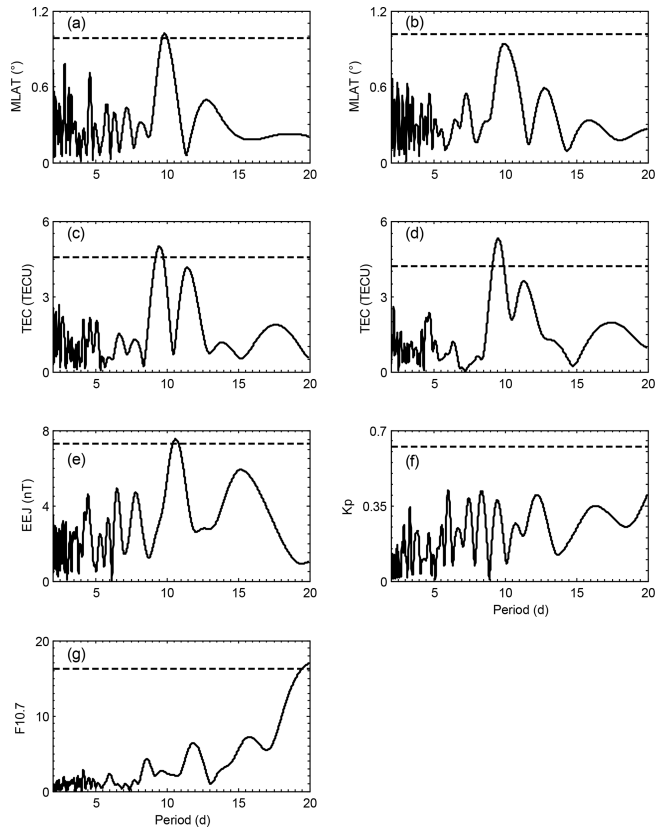 (a)
MLAT (°)
1.2
0.6
0
5 10 15 20
(b)
MLAT (°)
1.2
0.6
0
5 10 15 20
(c)
TEC (TECU)
6
3
0
5 10 15 20
(d)
TEC (TECU)
6
3
0
5 10 15 20
(e)
EEJ (nT)
8
4
0
5 10 15 20
(f)
Kp
0.7
0.35
0
5 10 15 20
Period (d)
(g)
F10.7
20
10
0
5 10 15 20
Period (d)